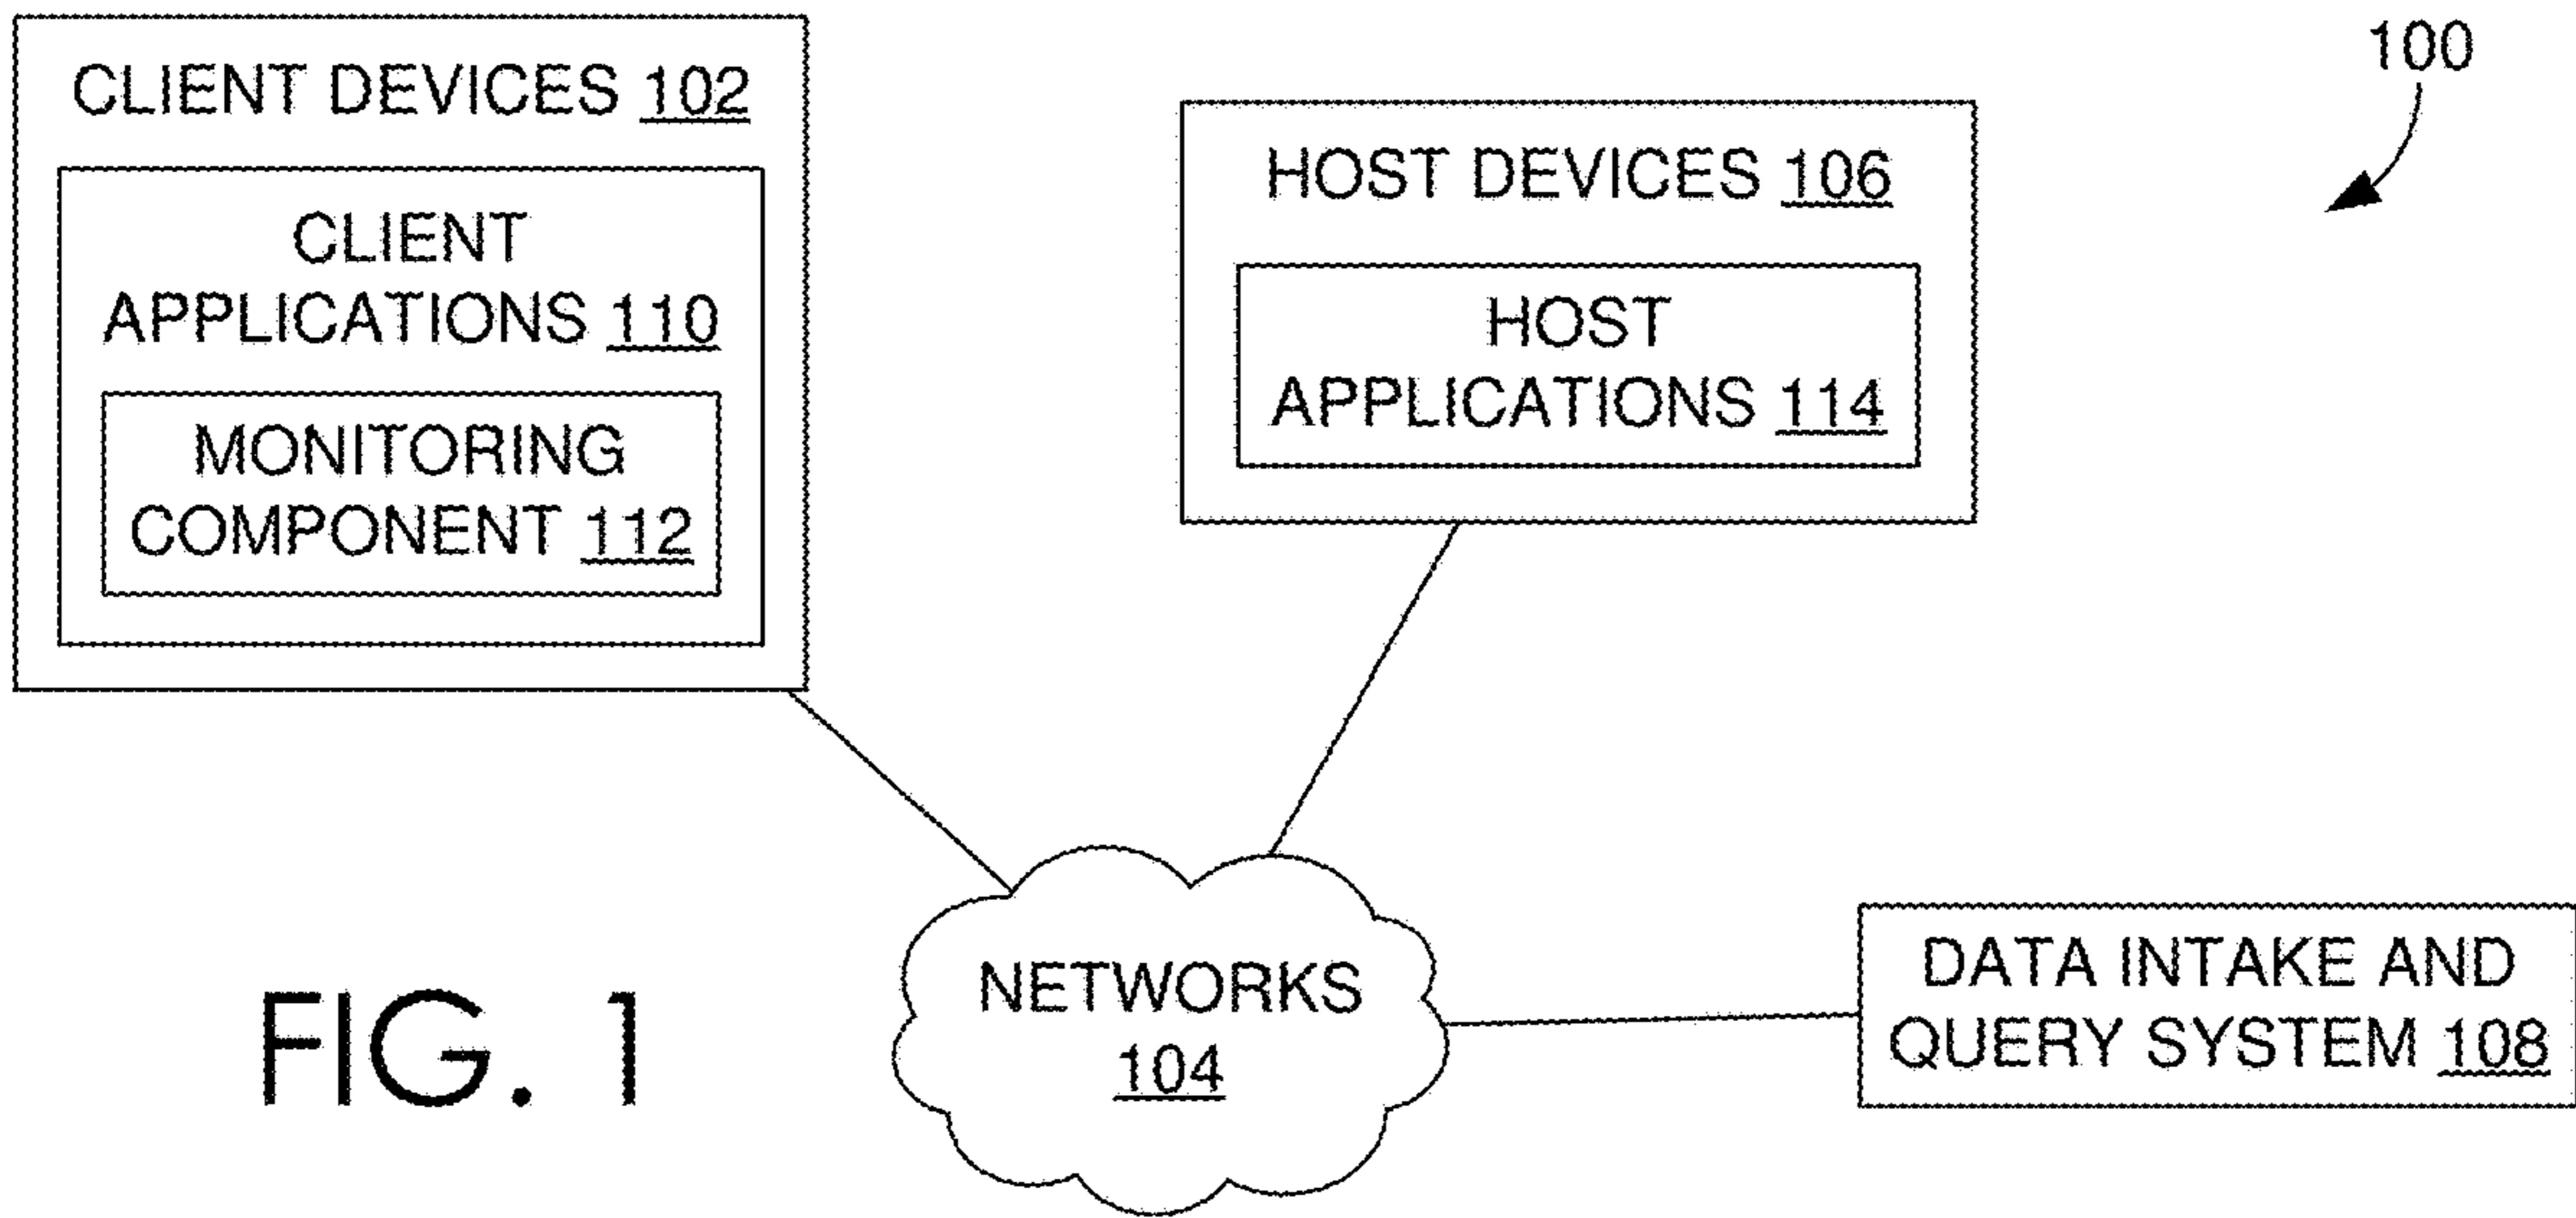 CLIENT DEVICES 102
CLIENT
APPLICATIONS 110
MONITORING
COMPONENT 112
HOST DEVICES 106
HOST
APPLICATIONS 114
100
NETWORKS
104
DATA INTAKE AND
QUERY SYSTEM 108
FIG. 1